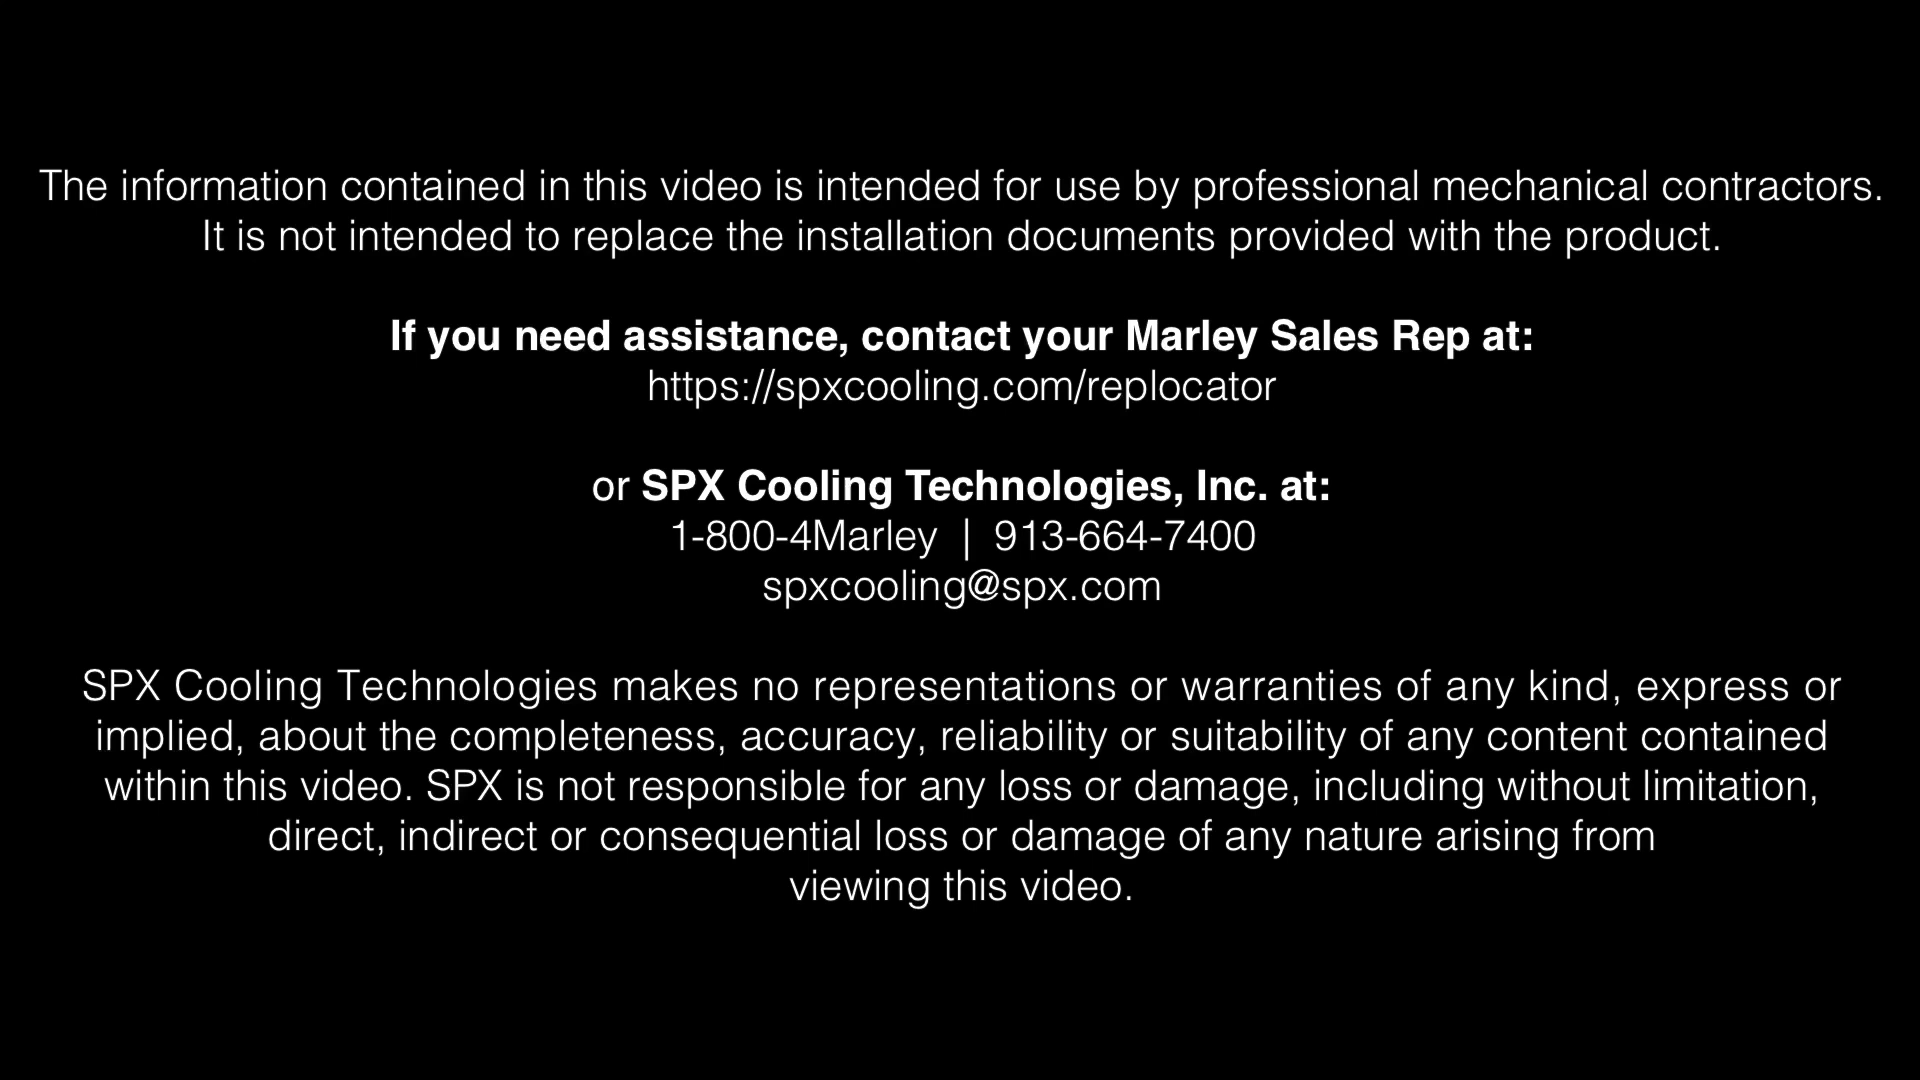 The information contained in this video is intended for use by professional mechanical contractors.
It is not intended to replace the installation documents provided with the product.
If you need assistance, contact your Marley Sales Rep at:
https://spxcooling.com/replocator
or SPX Cooling Technologies, Inc. at:
1-800-4Marley | 913-664-7400
spxcooling@spx.com
SPX Cooling Technologies makes no representations or warranties of any kind, express or
implied, about the completeness, accuracy, reliability or suitability of any content contained
within this video. SPX is not responsible for any loss or damage, including without limitation,
direct, indirect or consequential loss or damage of any nature arising from
viewing this video.